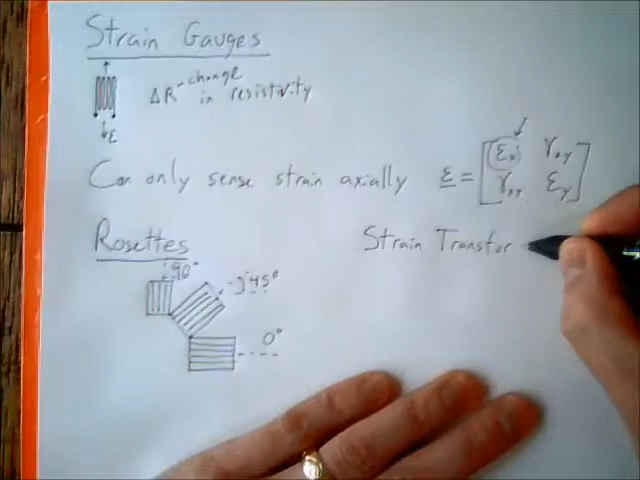 Strain Gauges
ΔR - change
in resistivity
ε
Can only sense strain axially
ε = [ εx γxy
γxy εy ]
Rosettes
90°
45°
0°
Strain Transfor